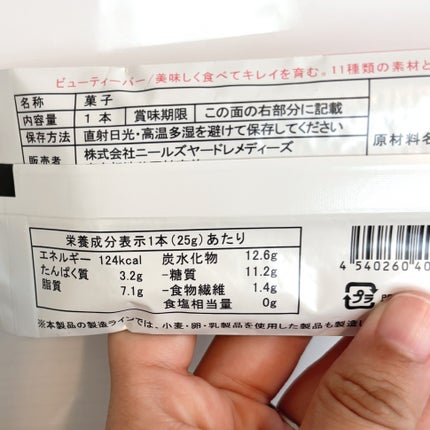 ビューティーバー/美味しく食べてキレイを育む。11種類の素材と
名称 菓子
内容量 1本 賞味期限 この面の右部分に記載
保存方法 直射日光・高温多湿を避けて保存してください
販売者 株式会社ニールズヤードレメディーズ
原材料名
栄養成分表示1本(25g)あたり
エネルギー 124kcal 炭水化物 12.6g
たんぱく質 3.2g -糖質 11.2g
脂質 7.1g -食物繊維 1.4g
食塩相当量 0g
4 540260 40
プラ
※本製品の製造ラインでは、小麦・卵・乳製品を使用した製品も製造